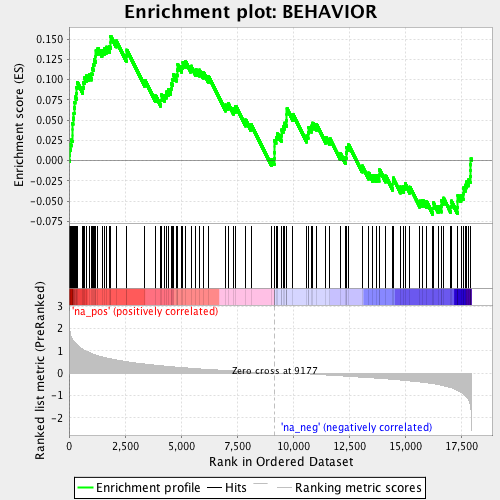 Enrichment plot: BEHAVIOR
Enrichment score (ES)
0.150
0.125
0.100
0.075
0.050
0.025
0.000
-0.025
-0.050
-0.075
'na_pos' (positively correlated)
Ranked list metric (PreRanked)
3
2
1
0
-1
-2
Zero cross at 9177
'na_neg' (negatively correlated)
0
2,500
5,000
7,500
10,000
12,500
15,000
17,500
Rank in Ordered Dataset
Enrichment profile
Hits
Ranking metric scores